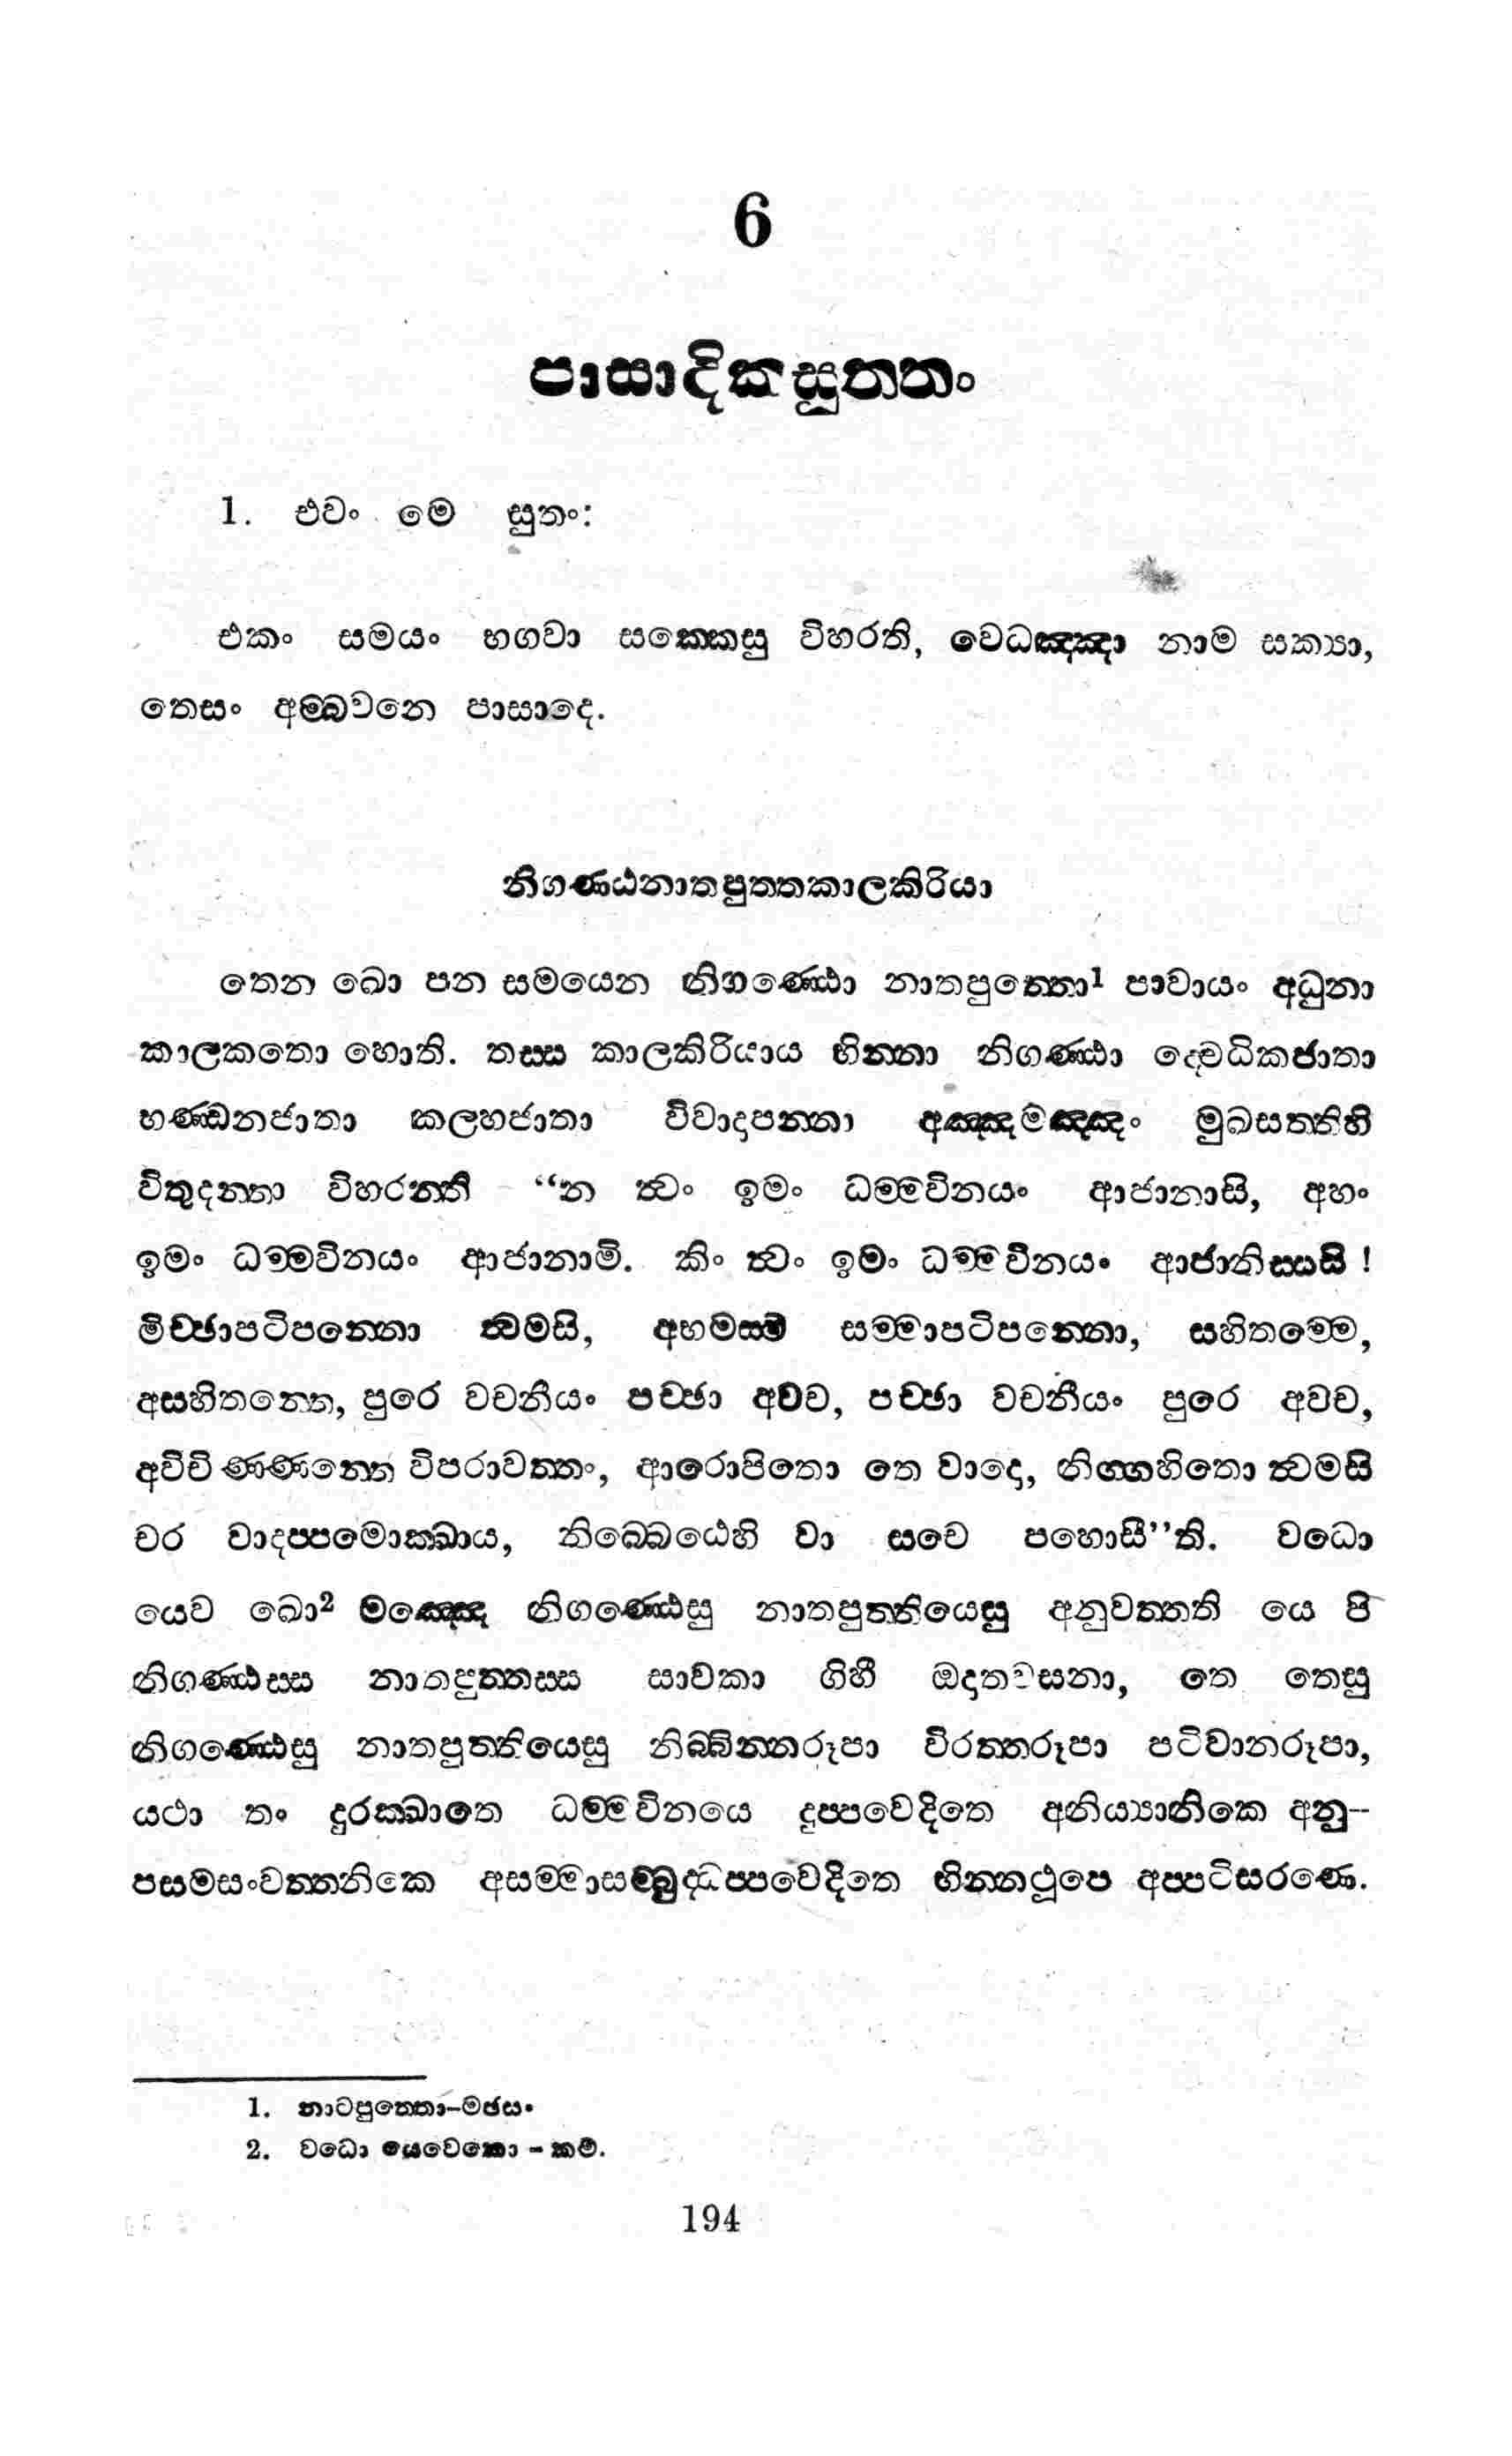 6
පාසාදිකසුත්තං
1. එවං මෙ සුතං:
එකං සමයං භගවා සක්කෙසු විහරති, වෙධඤ්ඤා නාම සක්‍යා,
තෙසං අම්බවනෙ පාසාදෙ.
නිගණ්ඨනාතපුත්තකාලකිරියා
තෙන ඛො පන සමයෙන නිගණ්ඨො නාතපුත්තො¹ පාවායං අධුනා
කාලකතො හොති. තස්ස කාලකිරියාය භින්නා නිගණ්ඨා ද්වෙධිකජාතා
භණ්ඩනජාතා කලහජාතා විවාදාපන්නා අඤ්ඤමඤ්ඤං මුඛසත්තීහි
විතුදන්තා විහරන්ති “න ත්වං ඉමං ධම්මවිනයං ආජානාසි, අහං
ඉමං ධම්මවිනයං ආජානාමි. කිං ත්වං ඉමං ධම්මවිනයං ආජානිස්සසි !
මිච්ඡාපටිපන්නො ත්වමසි, අහමස්මි සම්මාපටිපන්නො, සහිතම්මෙ,
අසහිතන්තෙ, පුරෙ වචනීයං පච්ඡා අවච, පච්ඡා වචනීයං පුරෙ අවච,
අවිචිණ්ණන්තෙ විපරාවත්තං, ආරොපිතො තෙ වාදො, නිග්ගහිතො ත්වමසි
චර වාදප්පමොක්ඛාය, නිබ්බෙඨෙහි වා සචෙ පහොසී”ති. වධො
යෙව ඛො² මඤ්ඤෙ නිගණ්ඨෙසු නාතපුත්තියෙසු අනුවත්තති යෙ පි
නිගණ්ඨස්ස නාතපුත්තස්ස සාවකා ගිහී ඔදාතවසනා, තෙ තෙසු
නිගණ්ඨෙසු නාතපුත්තියෙසු නිබ්බින්නරූපා විරත්තරූපා පටිවානරූපා,
යථා තං දුරක්ඛාතෙ ධම්මවිනයෙ දුප්පවෙදිතෙ අනිය්‍යානිකෙ අනු-
පසමසංවත්තනිකෙ අසම්මාසම්බුද්ධප්පවෙදිතෙ භින්නථූපෙ අප්පටිසරණෙ.
1. නාටපුත්තො-මඡසං
2. වධො යෙවෙකො - කම්.
194